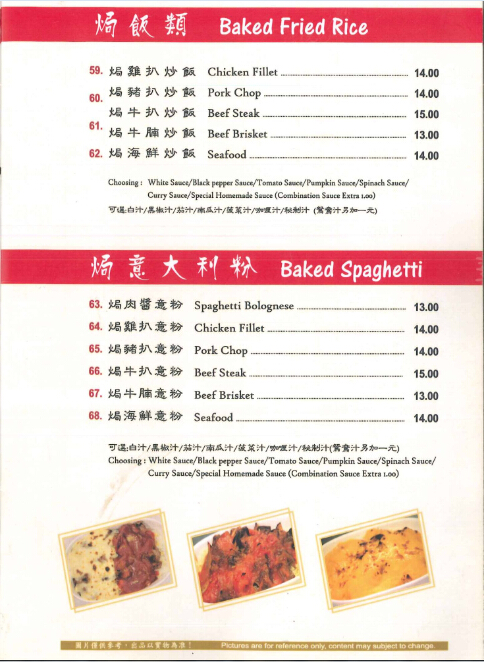 焗飯類 Baked Fried Rice
59. 焗雞扒炒飯 Chicken Fillet 14.00
60. 焗豬扒炒飯 Pork Chop 14.00
焗牛扒炒飯 Beef Steak 15.00
61. 焗牛腩炒飯 Beef Brisket 13.00
62. 焗海鮮炒飯 Seafood 14.00
Choosing : White Sauce/Black pepper Sauce/Tomato Sauce/Pumpkin Sauce/Spinach Sauce/
Curry Sauce/Special Homemade Sauce (Combination Sauce Extra 1.00)
可選:白汁/黑椒汁/茄汁/南瓜汁/菠菜汁/咖喱汁/秘制汁 (鴛鴦汁另加一元)
焗意大利粉 Baked Spaghetti
63. 焗肉醬意粉 Spaghetti Bolognese 13.00
64. 焗雞扒意粉 Chicken Fillet 14.00
65. 焗豬扒意粉 Pork Chop 14.00
66. 焗牛扒意粉 Beef Steak 15.00
67. 焗牛腩意粉 Beef Brisket 13.00
68. 焗海鮮意粉 Seafood 14.00
可選:白汁/黑椒汁/茄汁/南瓜汁/菠菜汁/咖喱汁/秘制汁(鴛鴦汁另加一元)
Choosing : White Sauce/Black pepper Sauce/Tomato Sauce/Pumpkin Sauce/Spinach Sauce/
Curry Sauce/Special Homemade Sauce (Combination Sauce Extra 1.00)
圖片僅供參考，出品以實物為準！ Pictures are for reference only, content may subject to change.